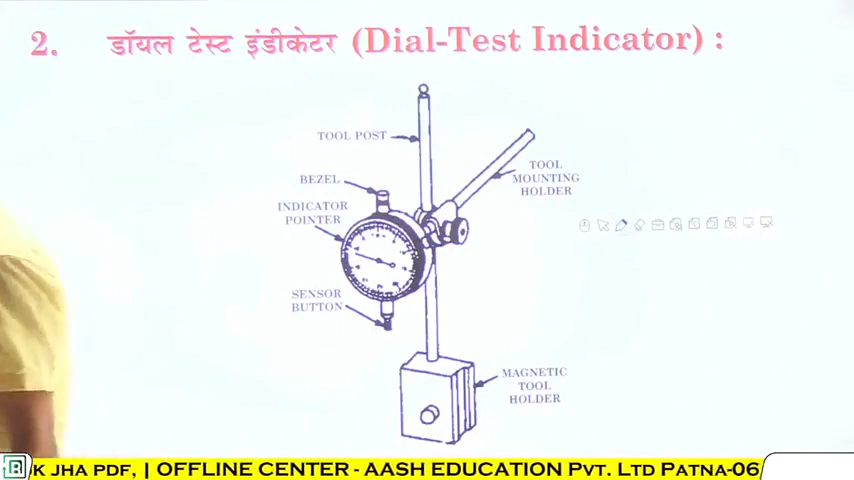 2. डॉयल टेस्ट इंडीकेटर (Dial-Test Indicator) :
TOOL POST
TOOL
MOUNTING
HOLDER
BEZEL
INDICATOR
POINTER
SENSOR
BUTTON
MAGNETIC
TOOL
HOLDER
K JHA PDF, | OFFLINE CENTER - AASH EDUCATION PVT. LTD PATNA-06